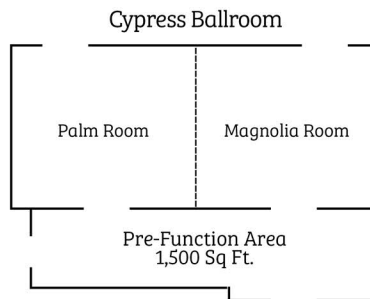 Cypress Ballroom
Palm Room
Magnolia Room
Pre-Function Area
1,500 Sq Ft.